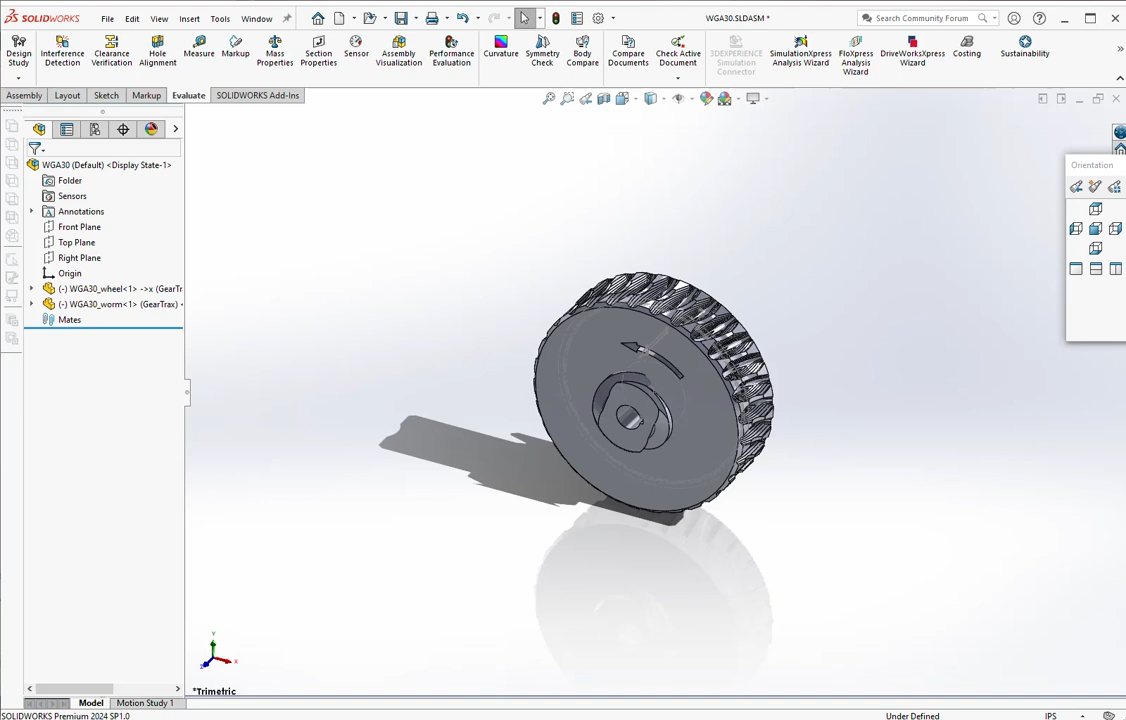 SOLIDWORKS File Edit View Insert Tools Window WGA30.SLDASM * Search Community Forum
Design Study Interference Detection Clearance Verification Hole Alignment Measure Markup Mass Properties Section Properties Sensor Assembly Visualization Performance Evaluation Curvature Symmetry Check Body Compare Compare Documents Check Active Document 3DEXPERIENCE Simulation Connector SimulationXpress Analysis Wizard FloXpress Analysis Wizard DriveWorksXpress Wizard Costing Sustainability
Assembly Layout Sketch Markup Evaluate SOLIDWORKS Add-Ins
WGA30 (Default) <Display State-1>
Folder
Sensors
Annotations
Front Plane
Top Plane
Right Plane
Origin
(-) WGA30_wheel<1> ->x (GearTr
(-) WGA30_worm<1> (GearTrax) <
Mates
Orientation
Y
X
Z
*Trimetric
Model Motion Study 1
SOLIDWORKS Premium 2024 SP1.0 Under Defined IPS